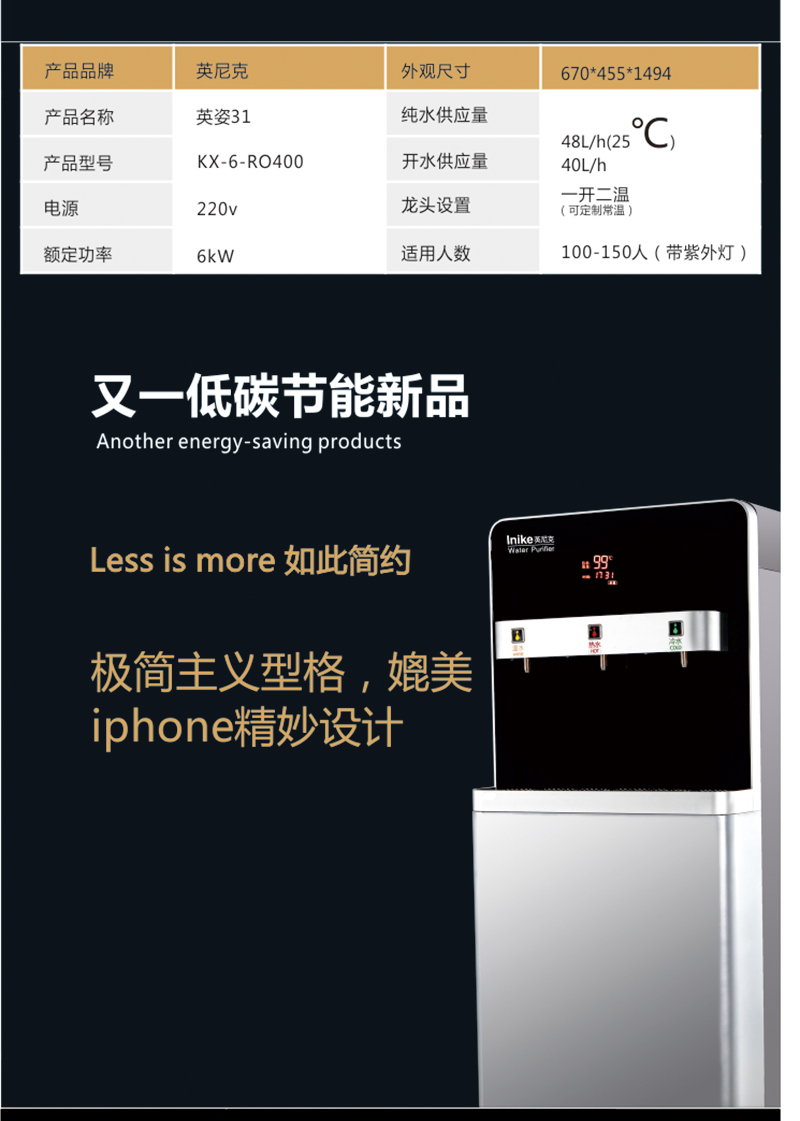 产品品牌 英尼克 外观尺寸 670*455*1494
产品名称 英姿31 纯水供应量 48L/h(25℃)
产品型号 KX-6-RO400 开水供应量 40L/h
电源 220v 龙头设置 一开二温
(可定制常温)
额定功率 6kW 适用人数 100-150人(带紫外灯)
又一低碳节能新品
Another energy-saving products
Less is more 如此简约
极简主义型格，媲美
iphone精妙设计
Inike英尼克
Water Purifier
99℃
17 31
温水 热水 冷水
HOT COLD